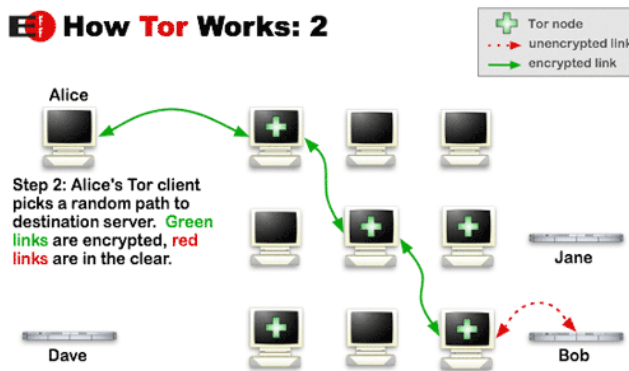 How Tor Works: 2
Tor node
unencrypted link
encrypted link
Alice
Step 2: Alice's Tor client
picks a random path to
destination server. Green
links are encrypted, red
links are in the clear.
Jane
Dave
Bob